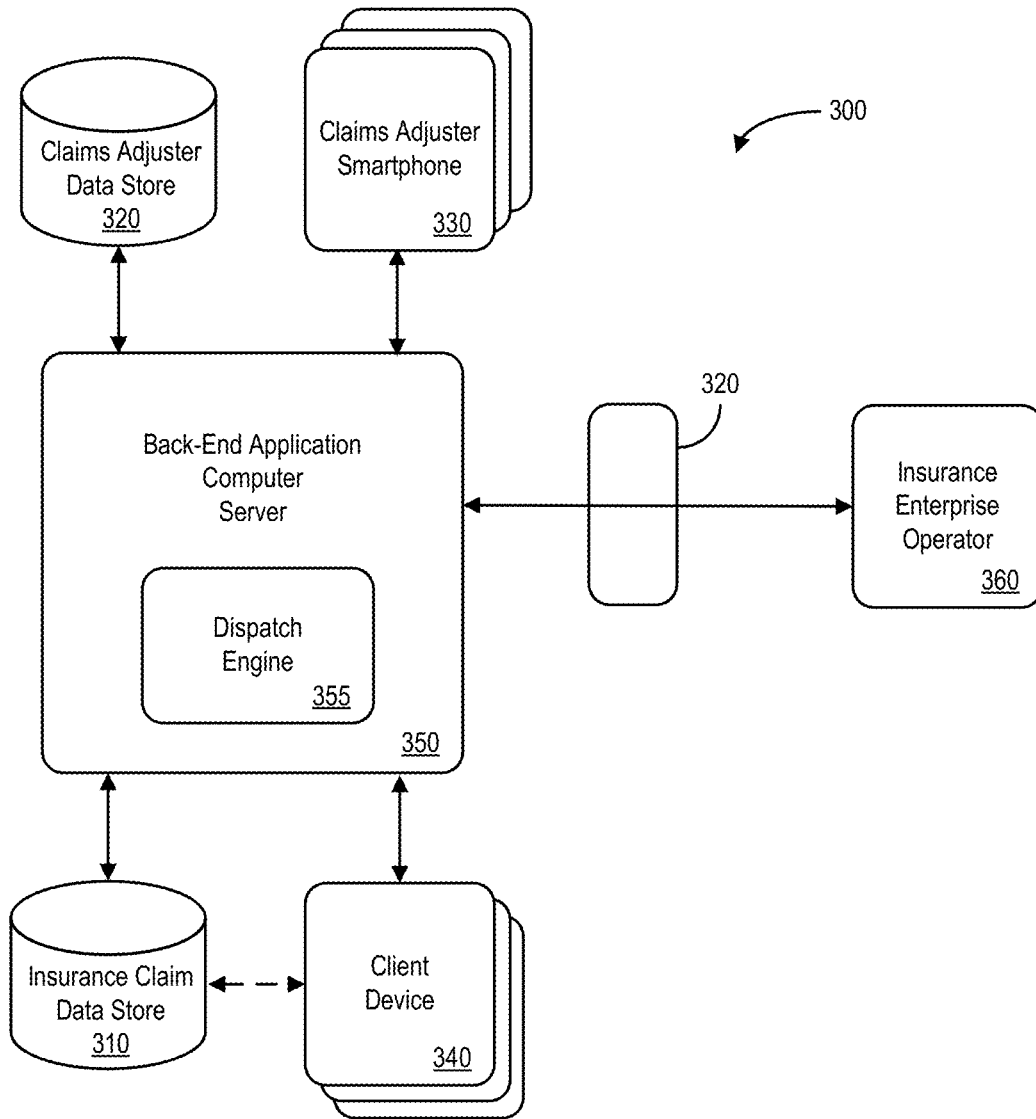 Claims Adjuster
Data Store
320
Claims Adjuster
Smartphone
330
300
Back-End Application
Computer
Server
Dispatch
Engine
355
350
320
Insurance
Enterprise
Operator
360
Insurance Claim
Data Store
310
Client
Device
340